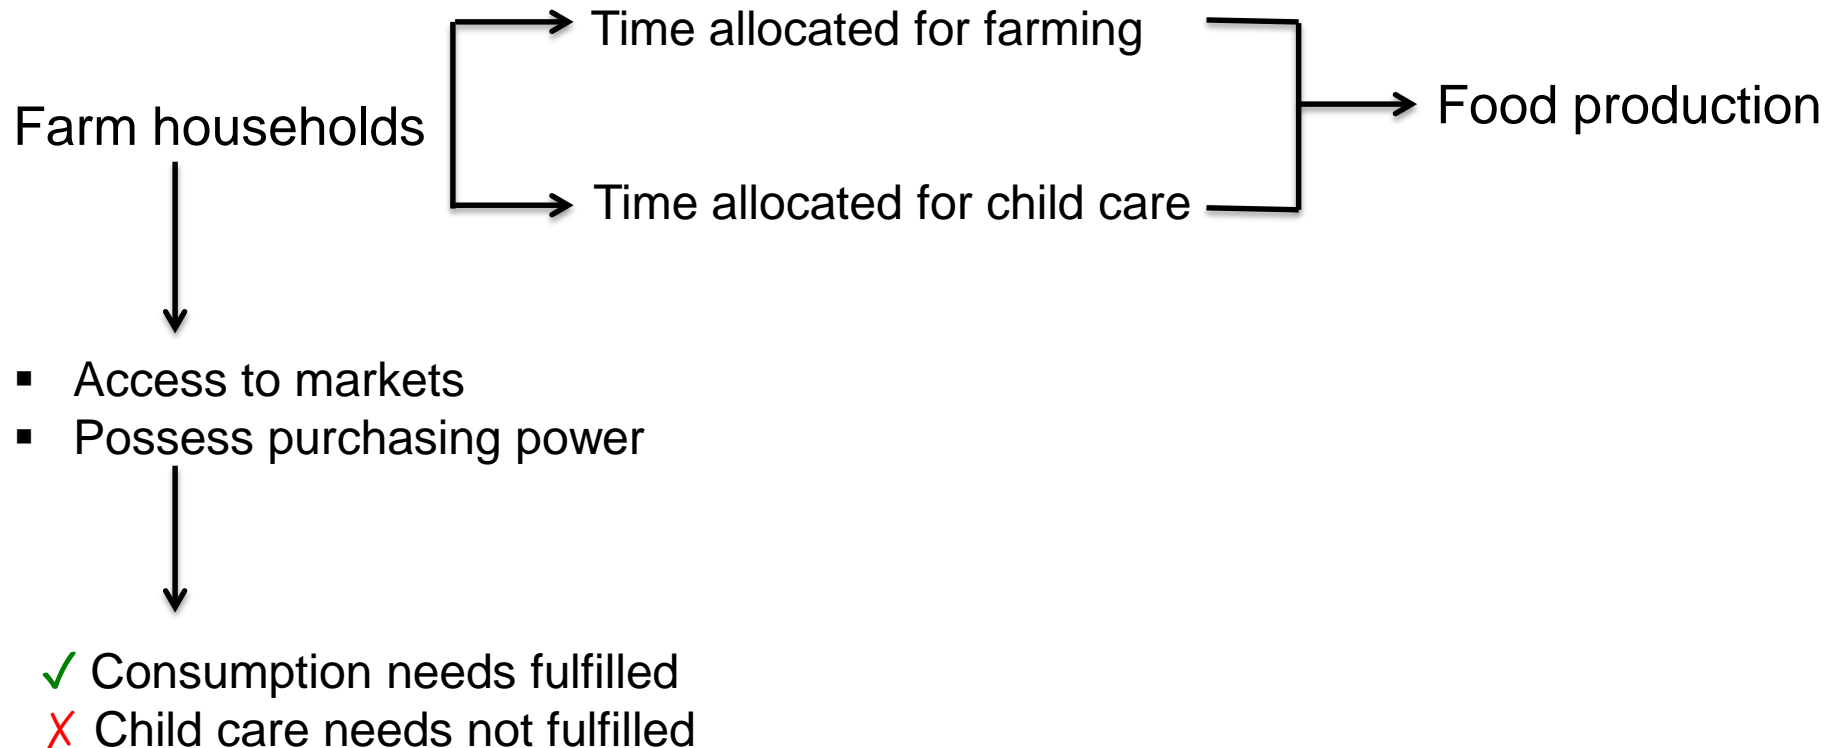 Time allocated for farming
Farm households
Food production
Time allocated for child care
▪ Access to markets
▪ Possess purchasing power
✓ Consumption needs fulfilled
✗ Child care needs not fulfilled